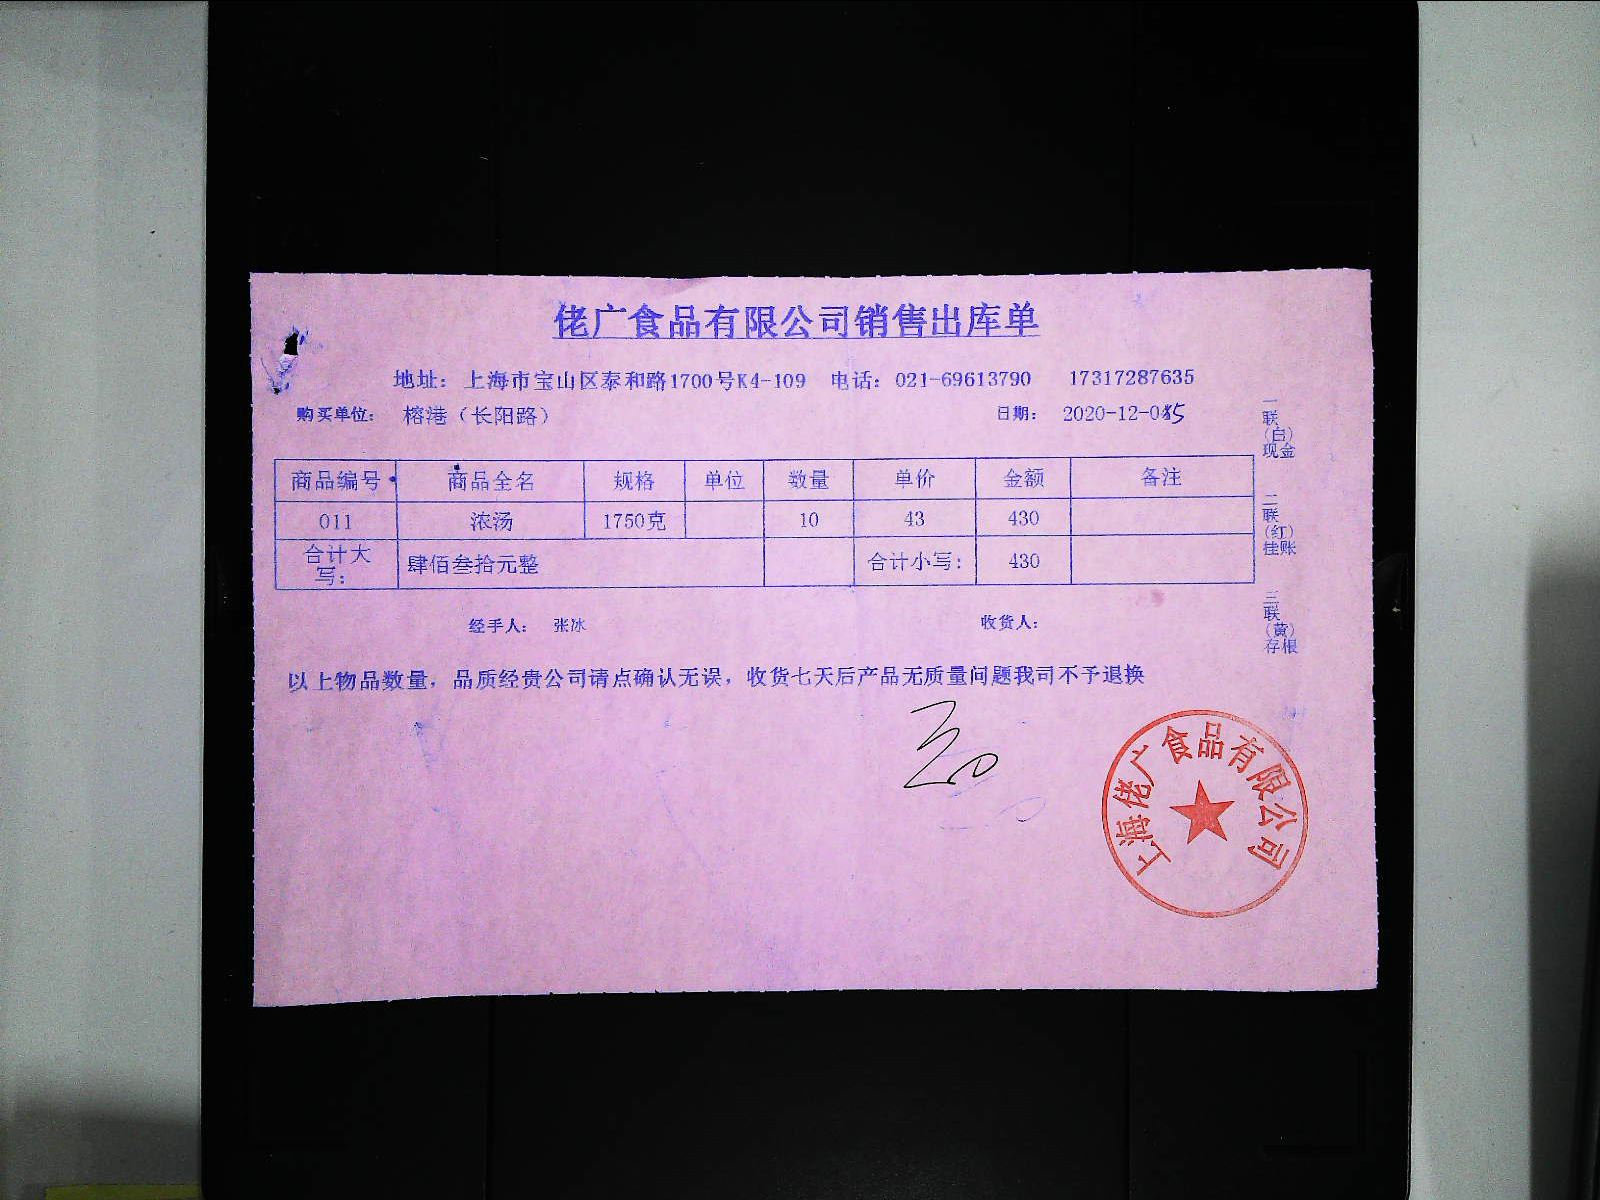 佬广食品有限公司销售出库单
地址：上海市宝山区泰和路1700号K4-109 电话：021-69613790 17317287635
购买单位： 榕港（长阳路） 日期： 2020-12-05
商品编号 商品全名 规格 单位 数量 单价 金额 备注
011 浓汤 1750克 10 43 430
合计大写： 肆佰叁拾元整 合计小写： 430
经手人： 张冰 收货人：
以上物品数量，品质经贵公司请点确认无误，收货七天后产品无质量问题我司不予退换
一联（白）现金
二联（红）挂账
三联（黄）存根
上海佬广食品有限公司